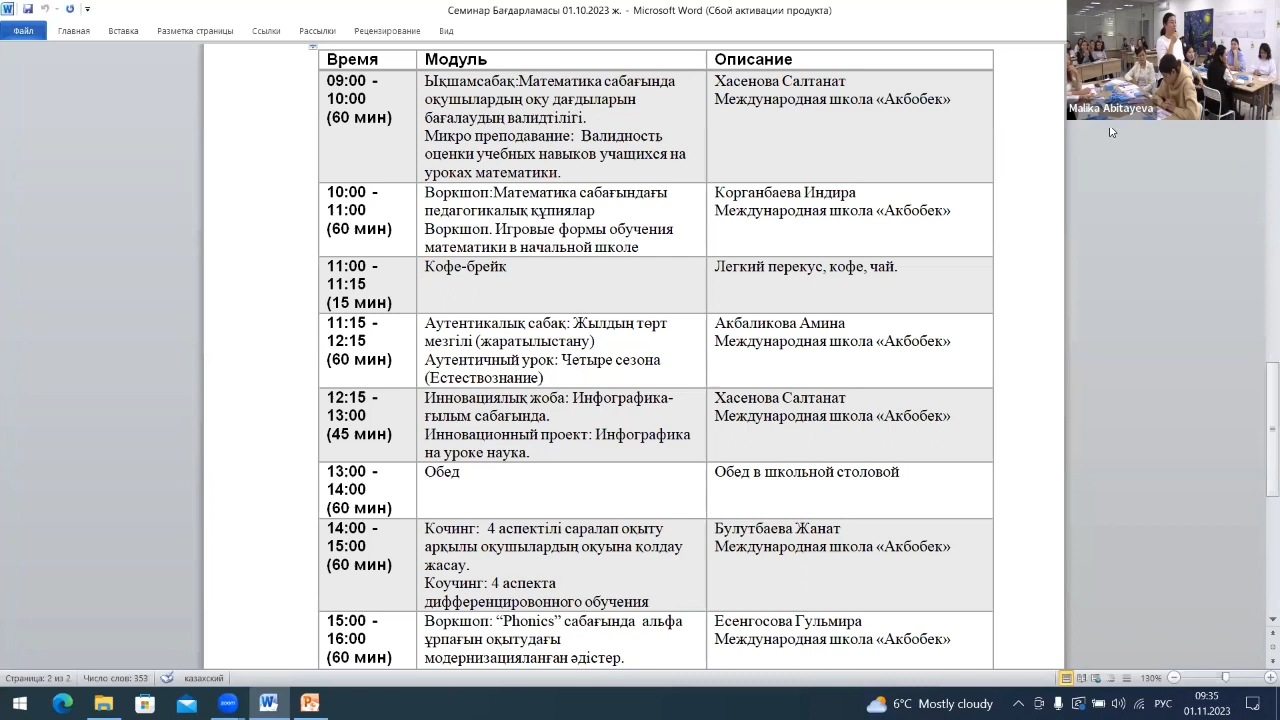 Семинар Бағдарламасы 01.10.2023 ж. - Microsoft Word (Сбой активации продукта)
Файл Главная Вставка Разметка страницы Ссылки Рассылки Рецензирование Вид
Malika Abitayeva
Время Модуль Описание
09:00 - Ықшамсабақ:Математика сабағында Хасенова Салтанат
10:00 оқушылардың оқу дағдыларын Международная школа «Акбобек»
(60 мин) бағалаудың валидтілігі.
Микро преподавание: Валидность
оценки учебных навыков учащихся на
уроках математики.
10:00 - Воркшоп:Математика сабағындағы Корганбаева Индира
11:00 педагогикалық құпиялар Международная школа «Акбобек»
(60 мин) Воркшоп. Игровые формы обучения
математики в начальной школе
11:00 - Кофе-брейк Легкий перекус, кофе, чай.
11:15
(15 мин)
11:15 - Аутентикалық сабақ: Жылдың төрт Акбаликова Амина
12:15 мезгілі (жаратылыстану) Международная школа «Акбобек»
(60 мин) Аутентичный урок: Четыре сезона
(Естествознание)
12:15 - Инновациялық жоба: Инфографика- Хасенова Салтанат
13:00 ғылым сабағында. Международная школа «Акбобек»
(45 мин) Инновационный проект: Инфографика
на уроке наука.
13:00 - Обед Обед в школьной столовой
14:00
(60 мин)
14:00 - Кочинг: 4 аспектілі саралап оқыту Булутбаева Жанат
15:00 арқылы оқушылардың оқуына қолдау Международная школа «Акбобек»
(60 мин) жасау.
Коучинг: 4 аспекта
дифференцировонного обучения
15:00 - Воркшоп: “Phonics” сабағында альфа Есенгосова Гульмира
16:00 ұрпағын оқытудағы Международная школа «Акбобек»
(60 мин) модернизацияланған әдістер.
Страница: 2 из 2 Число слов: 353 казахский 130%
zoom 6°C Mostly cloudy РУС 09:35
01.11.2023